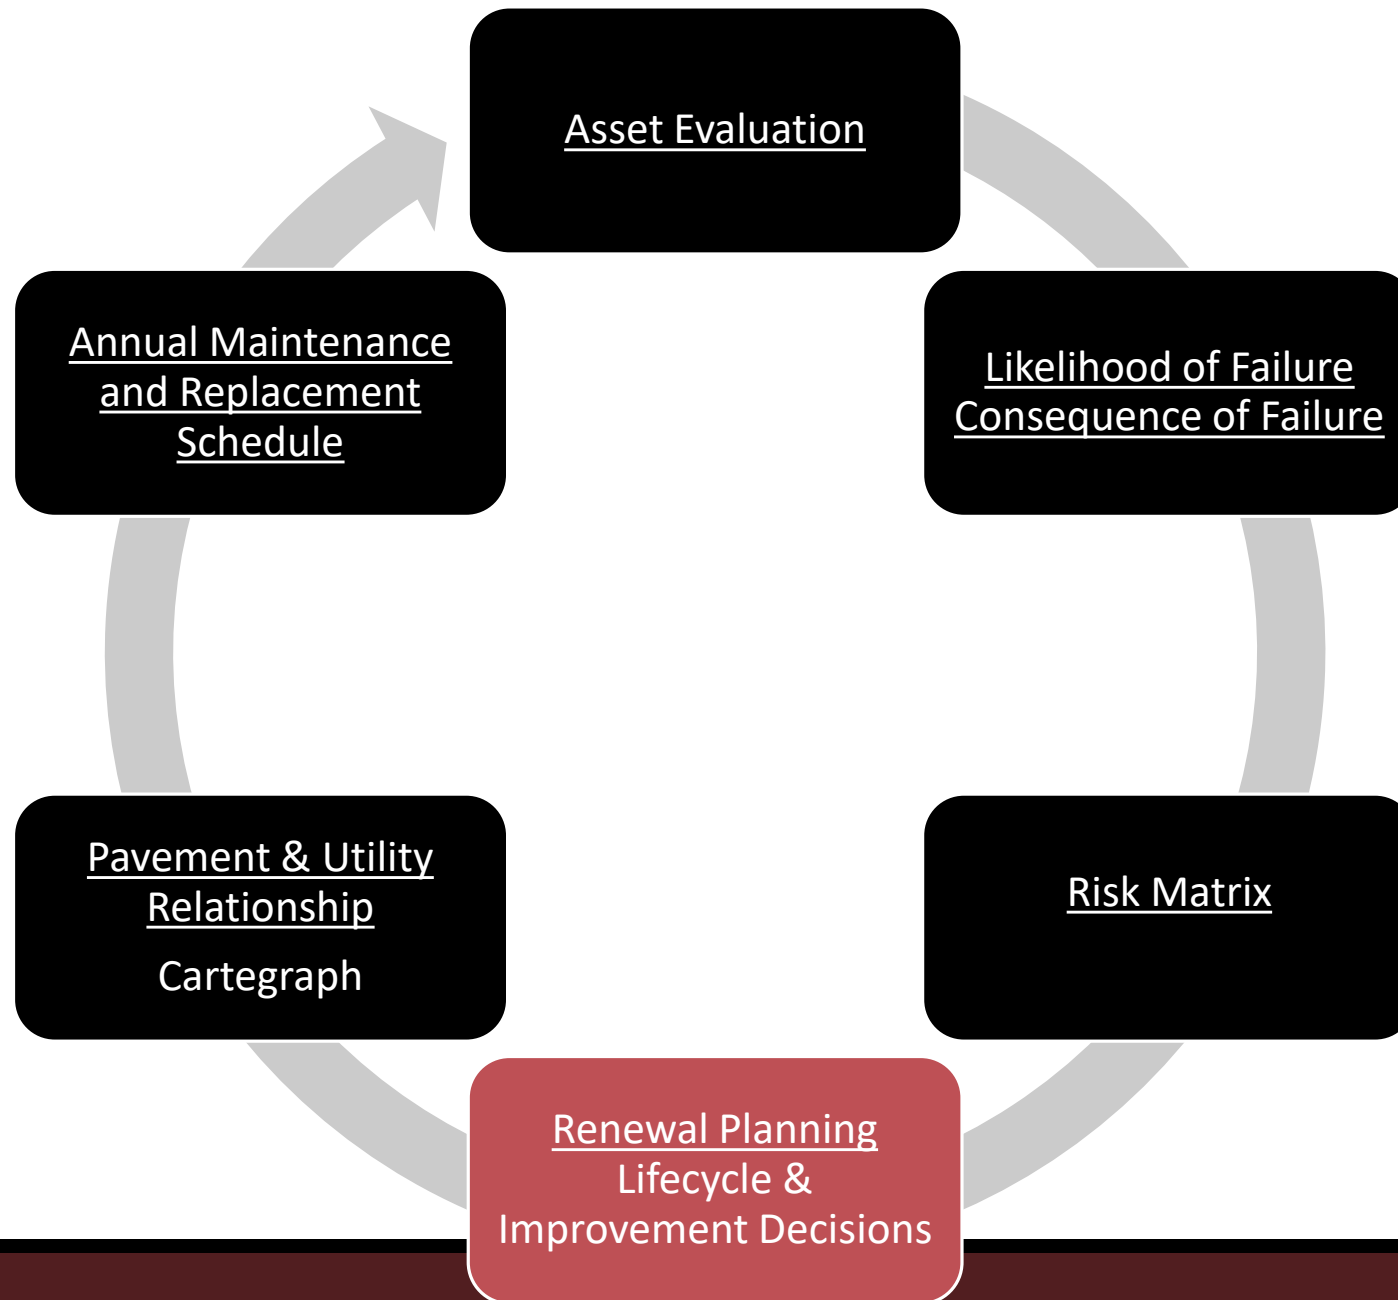 Asset Evaluation
Likelihood of Failure
Consequence of Failure
Risk Matrix
Renewal Planning
Lifecycle &
Improvement Decisions
Pavement & Utility
Relationship
Cartegraph
Annual Maintenance
and Replacement
Schedule